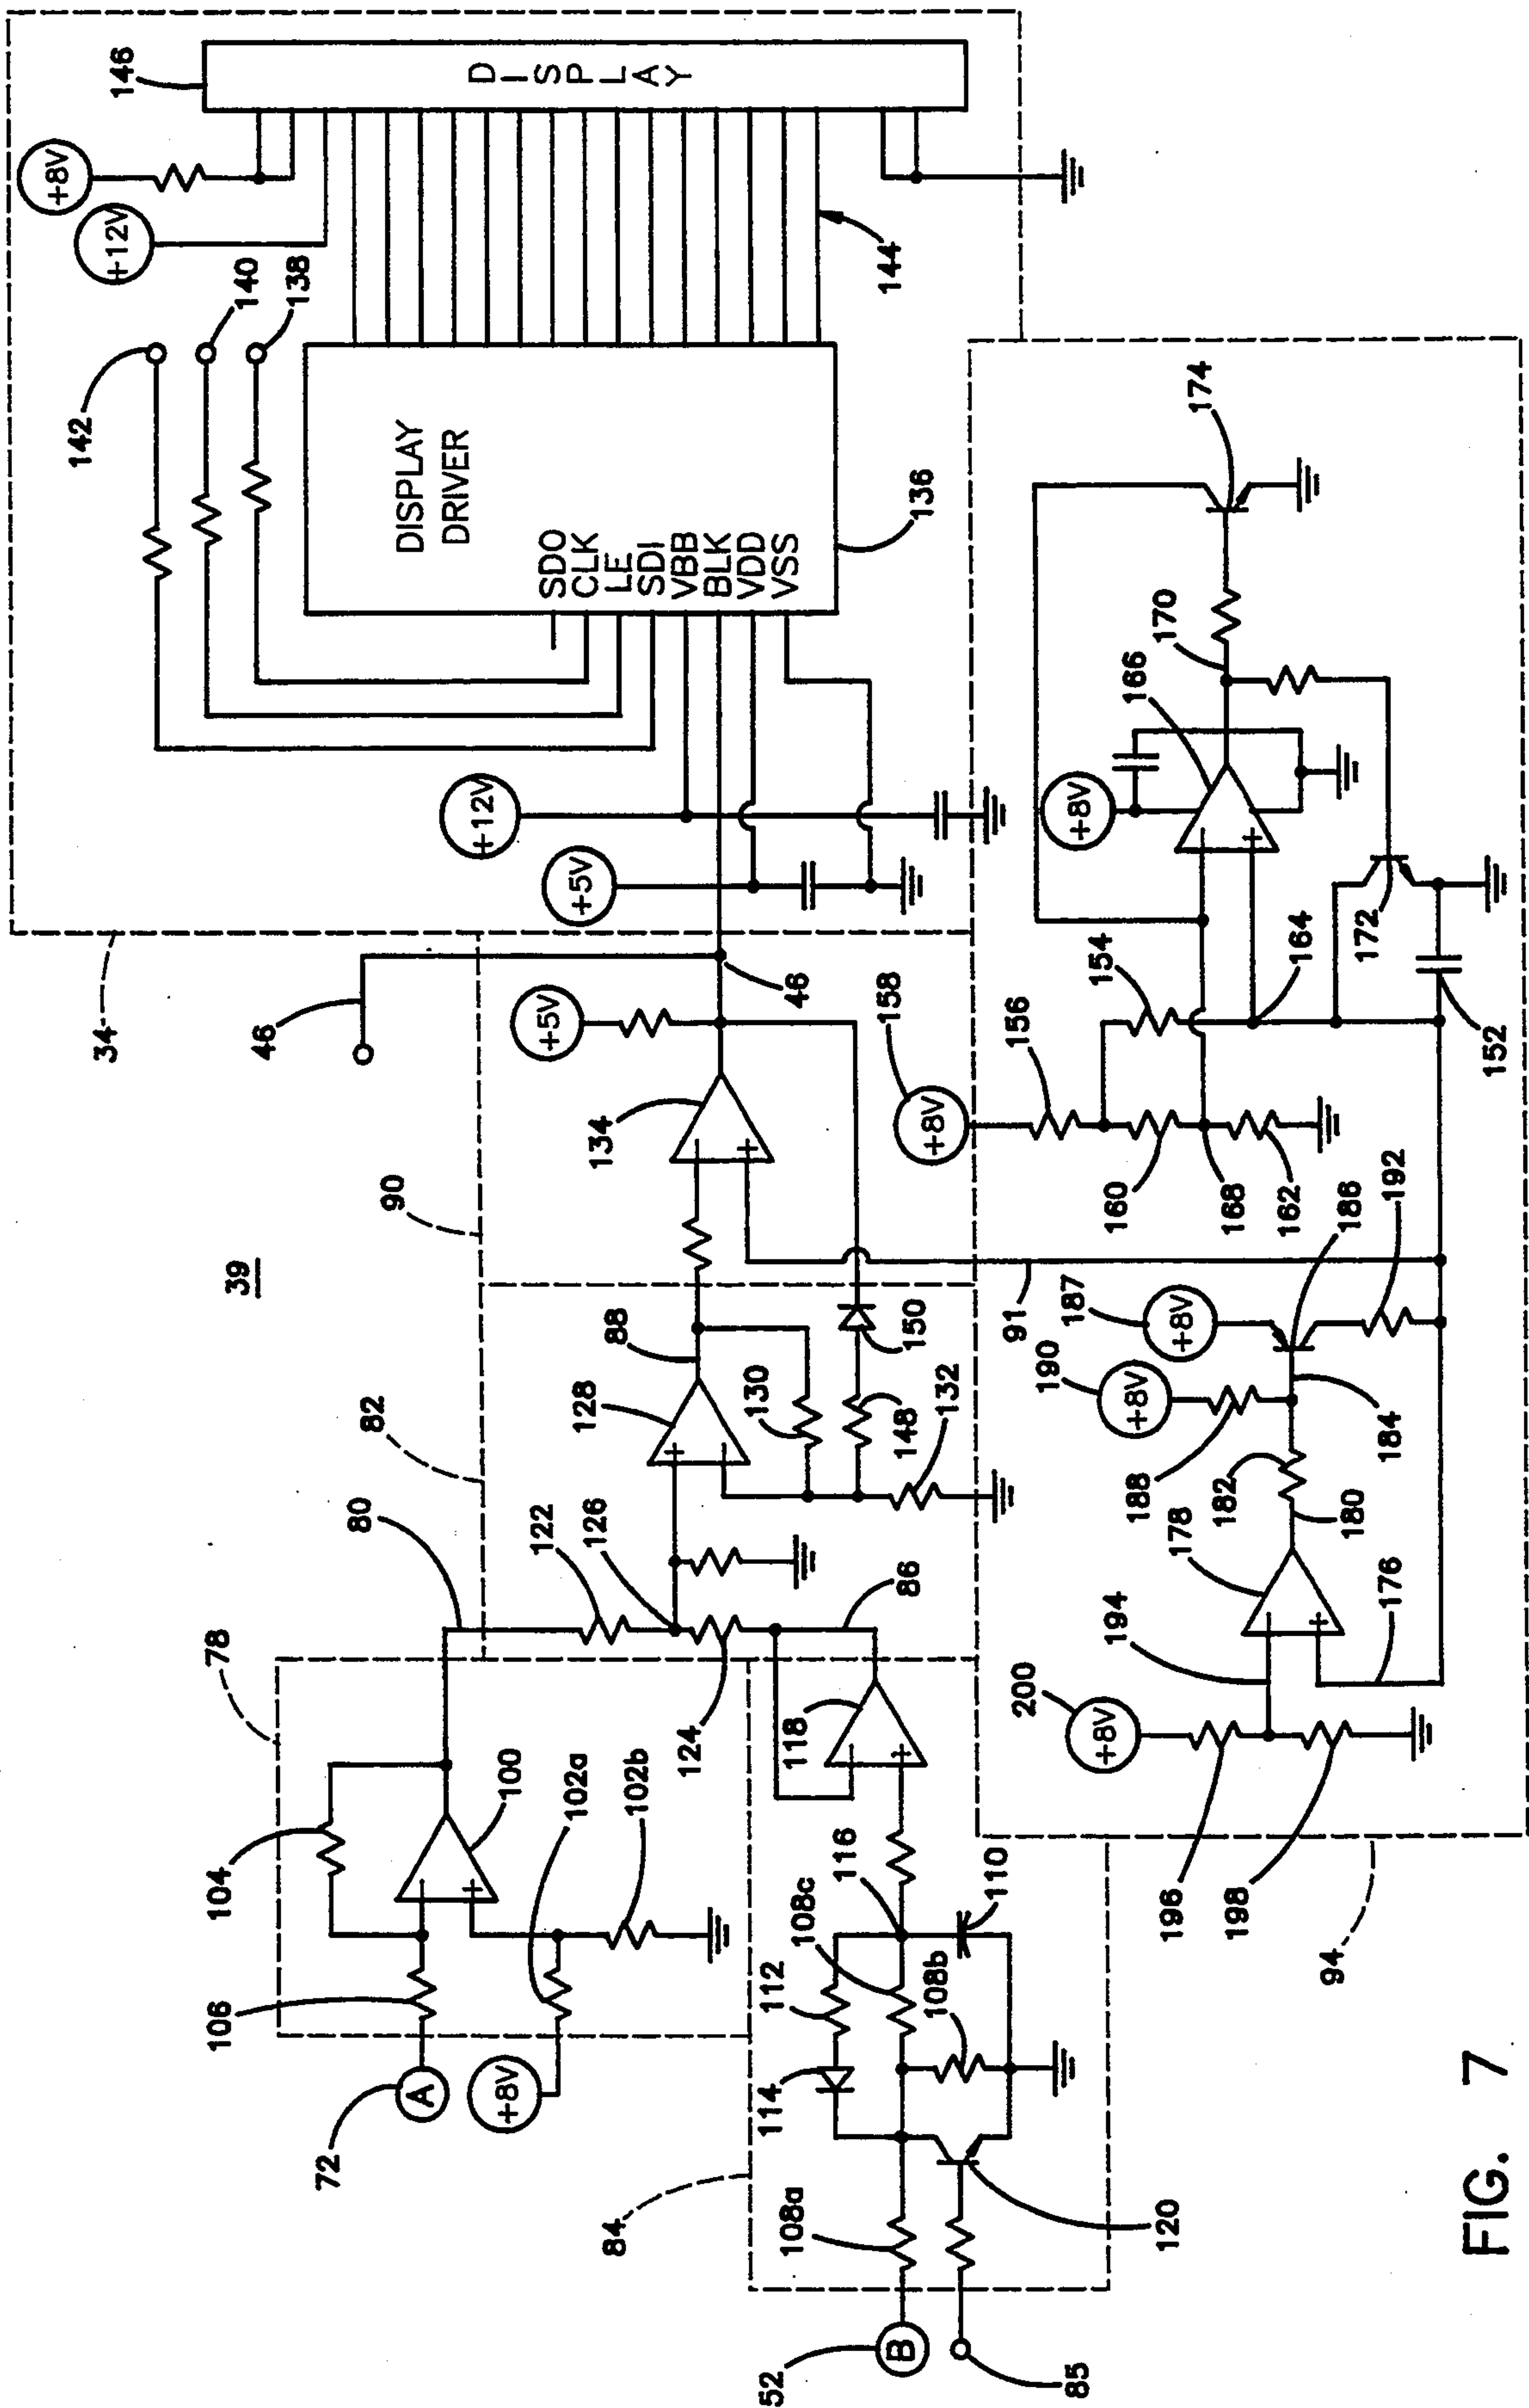 146
+8V
+12V
D I S P L A Y
142
140
138
144
DISPLAY
DRIVER
SDO
CLK
LE
SDI
VBB
BLK
VDD
VSS
136
+12V
+5V
34
46
46
+5V
134
90
39
82
88
128
130
148
150
132
80
122
126
86
124
118
78
104
100
102a
102b
106
72
A
+8V
84
112
114
108c
116
110
108b
108a
120
52
B
85
158
+8V
156
154
160
168
162
164
166
+8V
170
174
172
152
91
187
+8V
190
+8V
186
192
188
182
184
180
178
176
194
200
+8V
196
198
94
FIG. 7